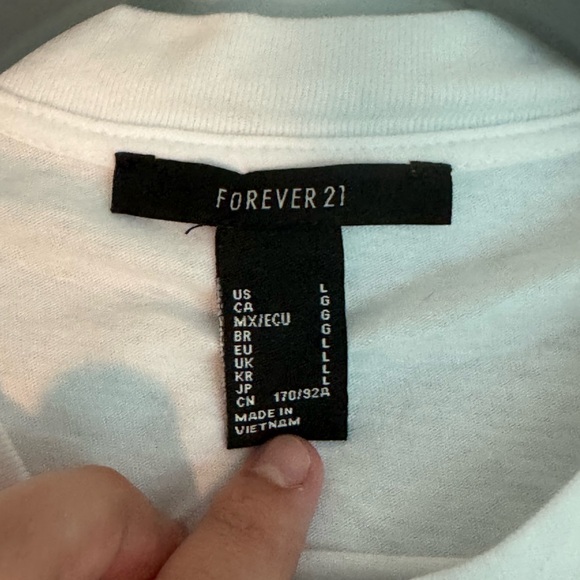 FOREVER 21
US L
CA G
MX/ECU G
BR G
EU L
UK L
KR L
JP L
CN 170/92A
MADE IN
VIETNAM